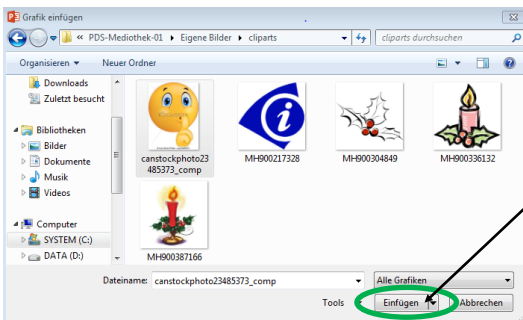 Grafik einfügen
« PDS-Mediothek-01 ▸ Eigene Bilder ▸ cliparts
cliparts durchsuchen
Organisieren ▾ Neuer Ordner
Downloads
Zuletzt besucht
Bibliotheken
Bilder
Dokumente
Musik
Videos
Computer
SYSTEM (C:)
DATA (D:)
canstockphoto23
485373_comp
MH900217328
MH900304849
MH900336132
MH900387166
Dateiname: canstockphoto23485373_comp
Alle Grafiken
Tools Einfügen Abbrechen